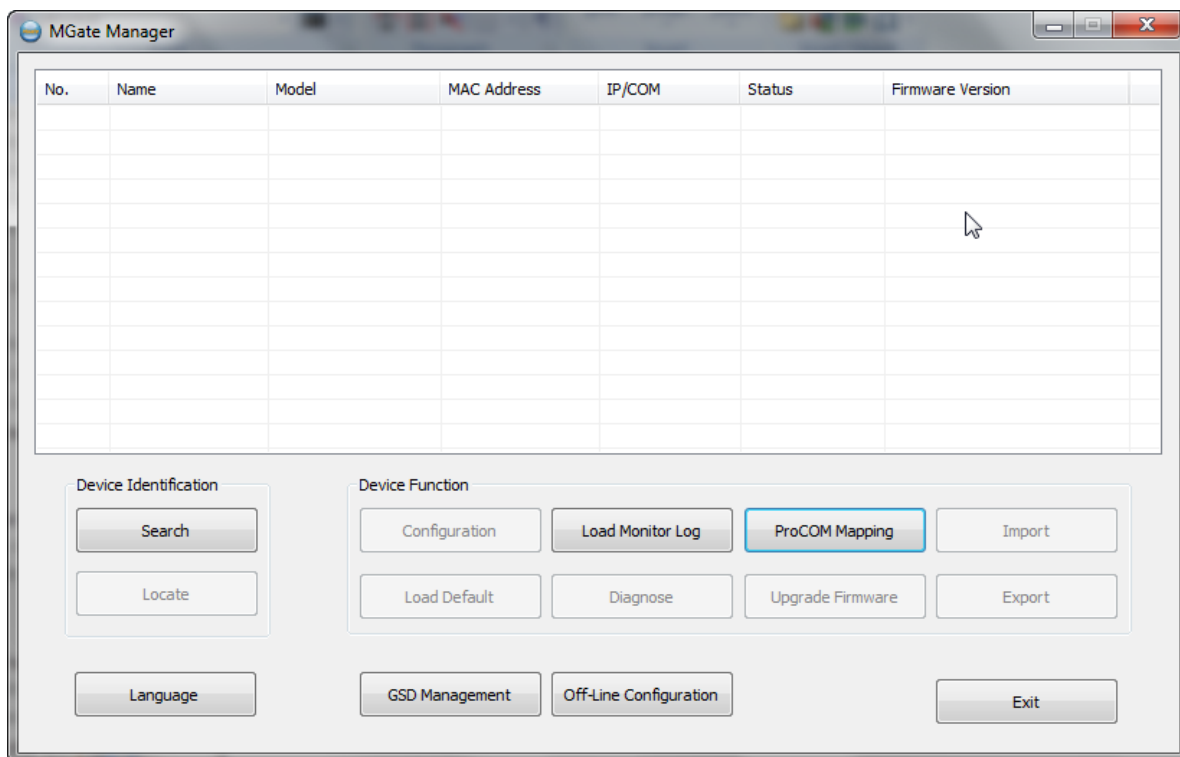 MGate Manager
No. Name Model MAC Address IP/COM Status Firmware Version
Device Identification Device Function
Search Configuration Load Monitor Log ProCOM Mapping Import
Locate Load Default Diagnose Upgrade Firmware Export
Language GSD Management Off-Line Configuration Exit